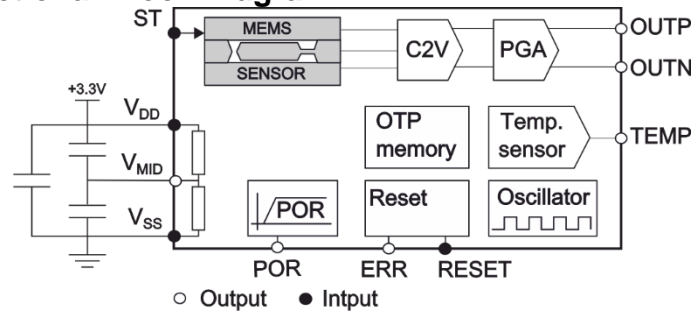 ST
MEMS
SENSOR
C2V
PGA
OUTP
OUTN
+3.3V
VDD
VMID
VSS
OTP
memory
Temp.
sensor
TEMP
POR
Reset
Oscillator
POR
ERR
RESET
Output
Intput